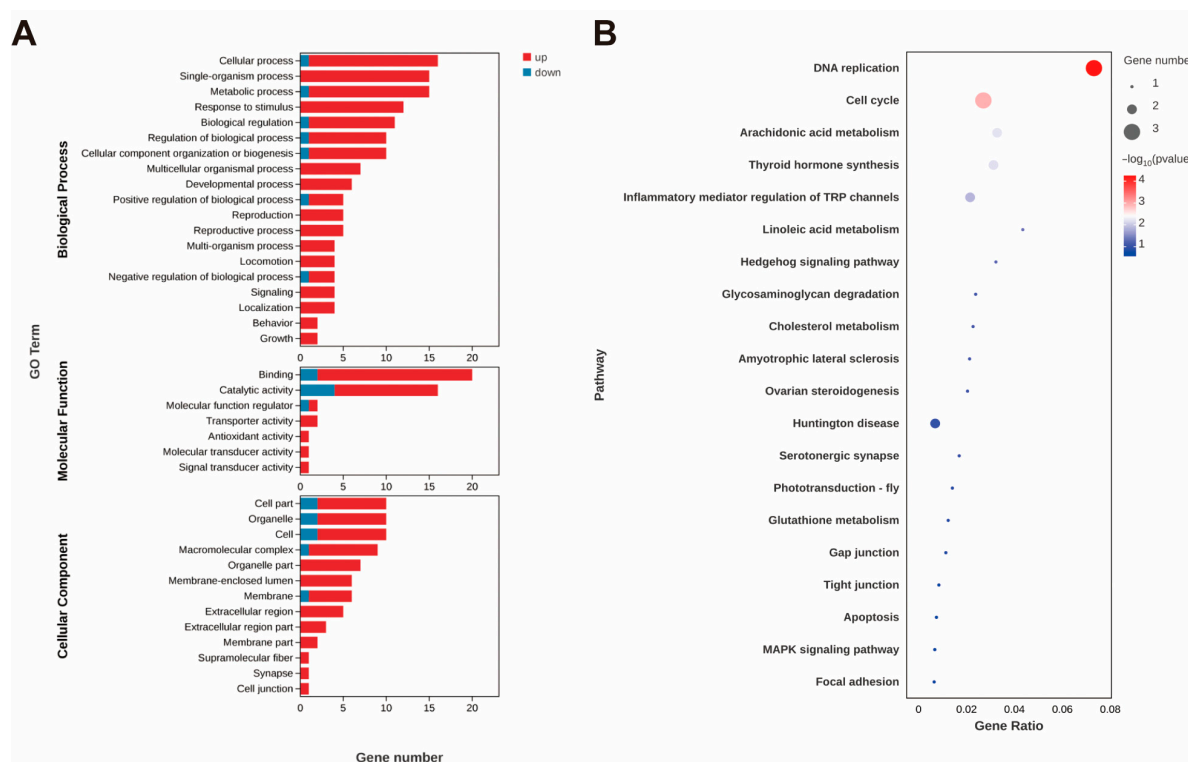 A
GO Term
Biological Process
Cellular process
Single-organism process
Metabolic process
Response to stimulus
Biological regulation
Regulation of biological process
Cellular component organization or biogenesis
Multicellular organismal process
Developmental process
Positive regulation of biological process
Reproduction
Reproductive process
Multi-organism process
Locomotion
Negative regulation of biological process
Signaling
Localization
Behavior
Growth
0 5 10 15 20
up
down
Molecular Function
Binding
Catalytic activity
Molecular function regulator
Transporter activity
Antioxidant activity
Molecular transducer activity
Signal transducer activity
0 5 10 15 20
Cellular Component
Cell part
Organelle
Cell
Macromolecular complex
Organelle part
Membrane-enclosed lumen
Membrane
Extracellular region
Extracellular region part
Membrane part
Supramolecular fiber
Synapse
Cell junction
0 5 10 15 20
Gene number
B
Pathway
DNA replication
Cell cycle
Arachidonic acid metabolism
Thyroid hormone synthesis
Inflammatory mediator regulation of TRP channels
Linoleic acid metabolism
Hedgehog signaling pathway
Glycosaminoglycan degradation
Cholesterol metabolism
Amyotrophic lateral sclerosis
Ovarian steroidogenesis
Huntington disease
Serotonergic synapse
Phototransduction - fly
Glutathione metabolism
Gap junction
Tight junction
Apoptosis
MAPK signaling pathway
Focal adhesion
0 0.02 0.04 0.06 0.08
Gene Ratio
Gene number
1
2
3
−log10(pvalue
4
3
2
1